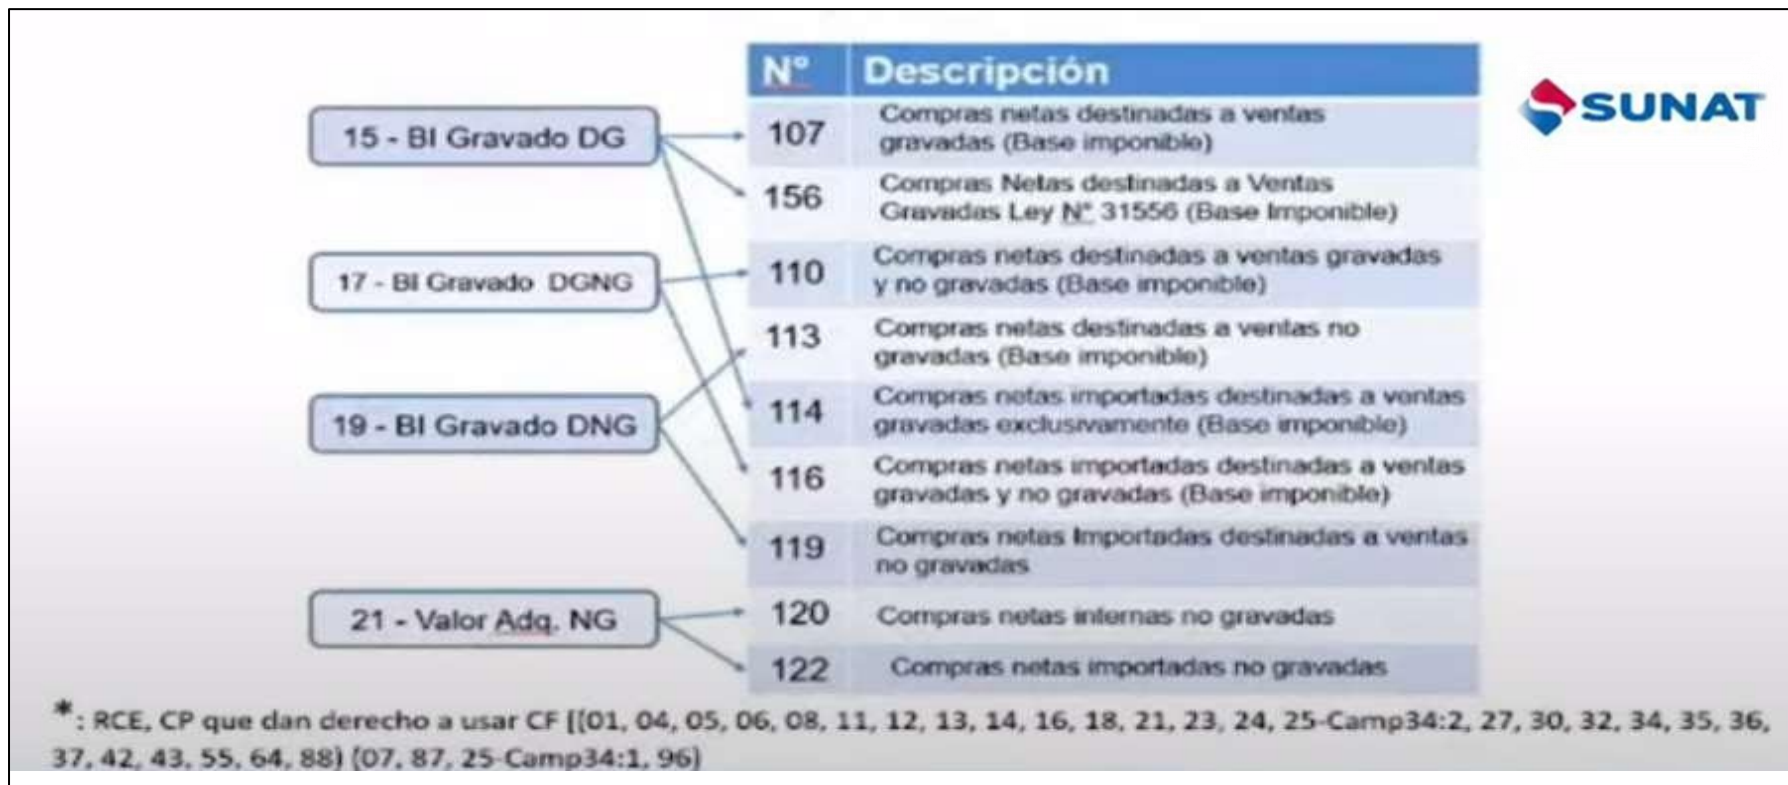 N° Descripción
SUNAT
15 - BI Gravado DG
107 Compras netas destinadas a ventas
gravadas (Base imponible)
156 Compras Netas destinadas a Ventas
Gravadas Ley N° 31556 (Base Imponible)
17 - BI Gravado DGNG
110 Compras netas destinadas a ventas gravadas
y no gravadas (Base imponible)
113 Compras netas destinadas a ventas no
gravadas (Base imponible)
19 - BI Gravado DNG
114 Compras netas importadas destinadas a ventas
gravadas exclusivamente (Base imponible)
116 Compras netas importadas destinadas a ventas
gravadas y no gravadas (Base imponible)
119 Compras netas Importadas destinadas a ventas
no gravadas
21 - Valor Adq. NG
120 Compras netas internas no gravadas
122 Compras netas importadas no gravadas
*: RCE, CP que dan derecho a usar CF [(01, 04, 05, 06, 08, 11, 12, 13, 14, 16, 18, 21, 23, 24, 25-Camp34:2, 27, 30, 32, 34, 35, 36,
37, 42, 43, 55, 64, 88) (07, 87, 25-Camp34:1, 96)